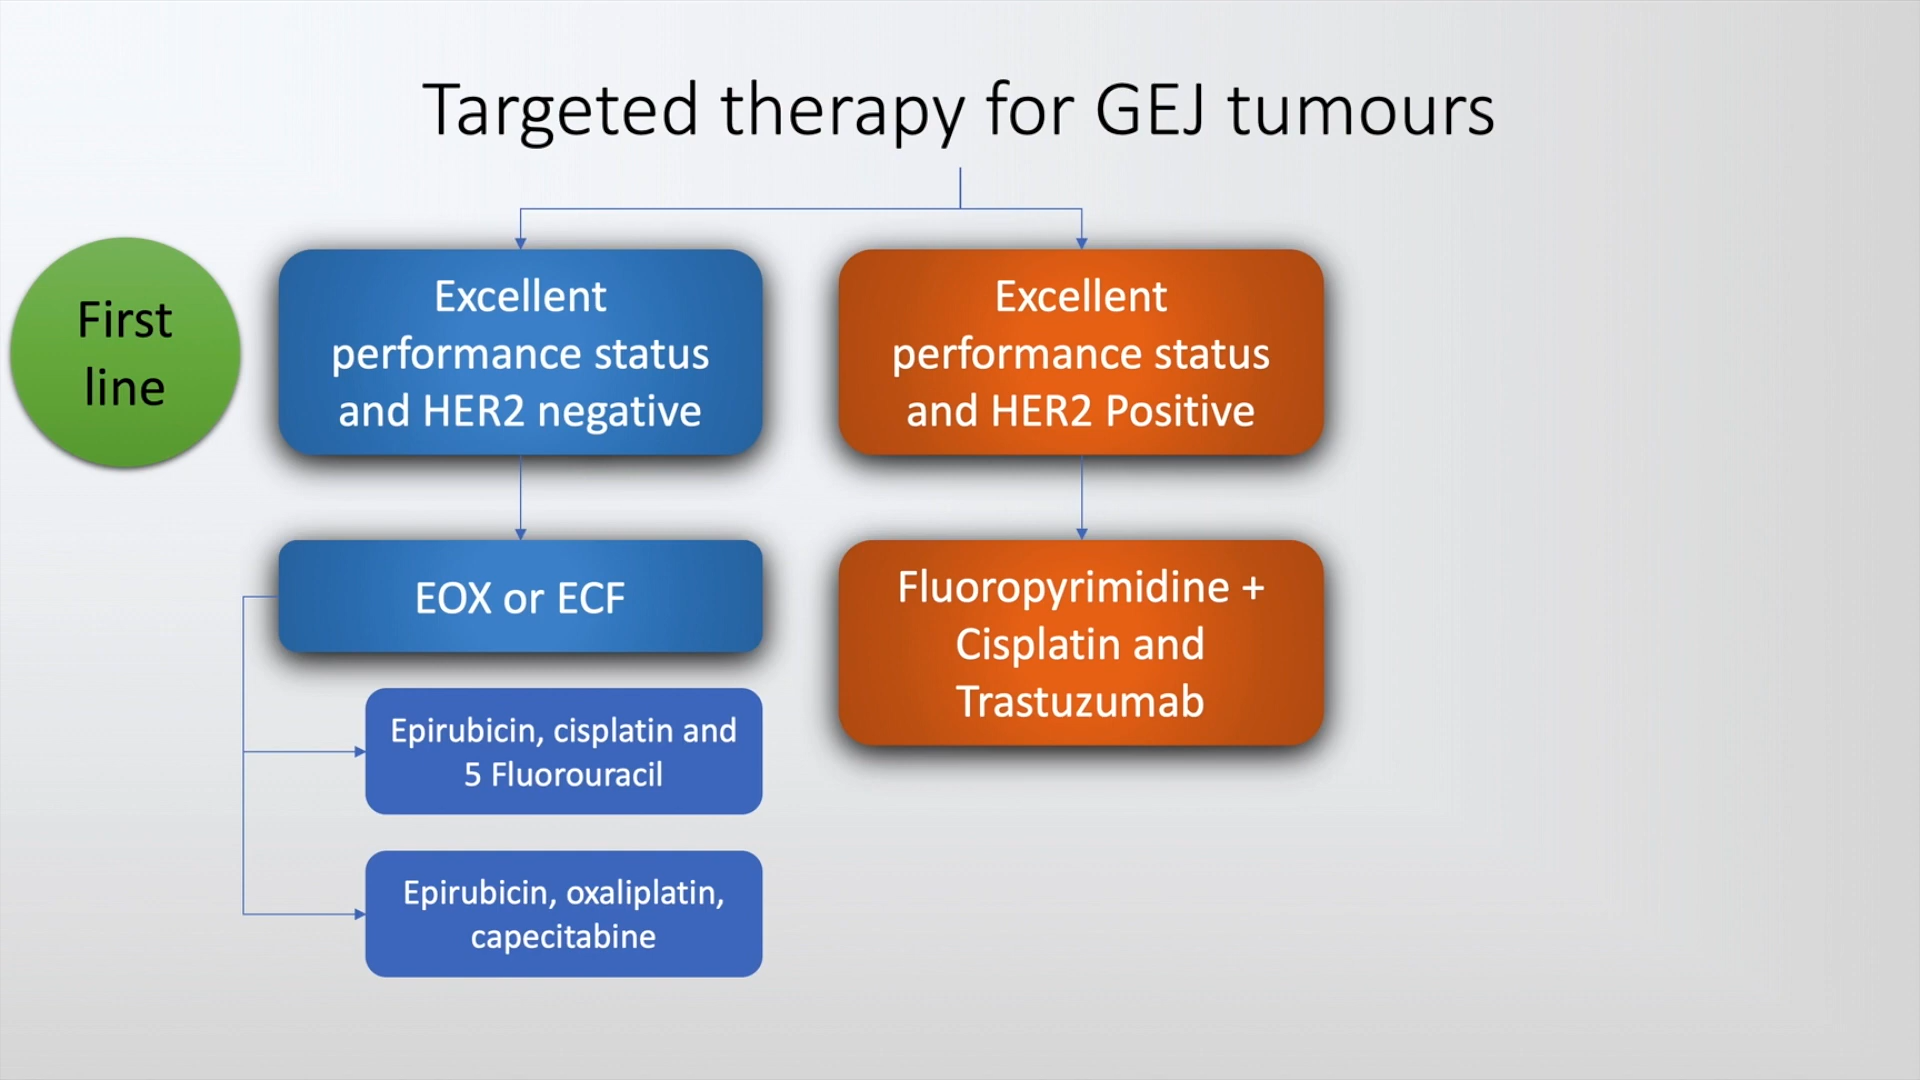 Targeted therapy for GEJ tumours
First
line
Excellent
performance status
and HER2 negative
Excellent
performance status
and HER2 Positive
EOX or ECF
Fluoropyrimidine +
Cisplatin and
Trastuzumab
Epirubicin, cisplatin and
5 Fluorouracil
Epirubicin, oxaliplatin,
capecitabine